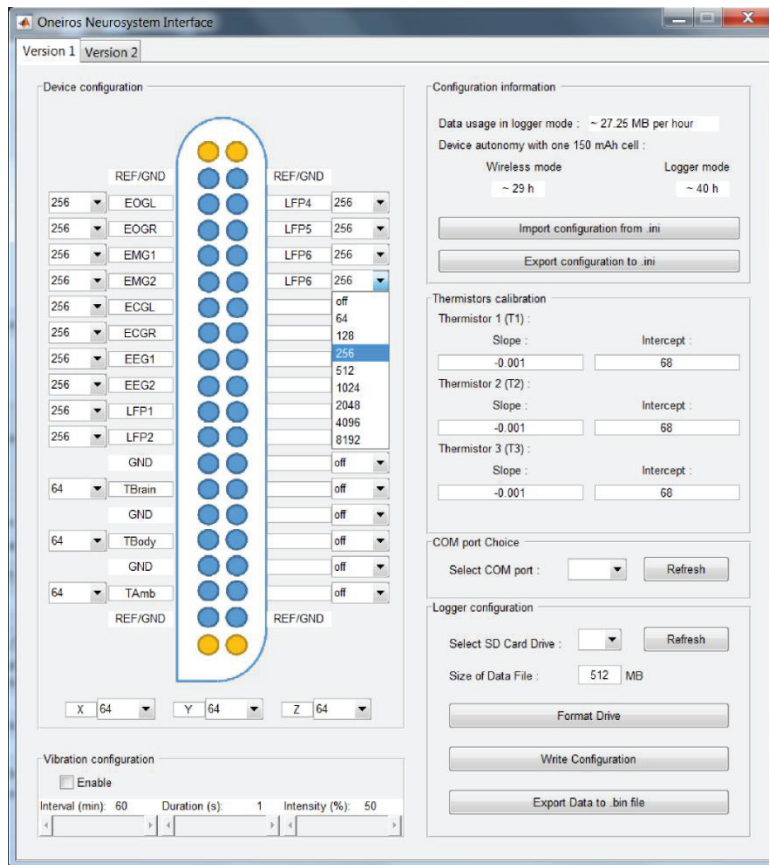 Oneiros Neurosystem Interface
Version 1 Version 2
Device configuration
REF/GND REF/GND
256 EOGL LFP4 256
256 EOGR LFP5 256
256 EMG1 LFP6 256
256 EMG2 LFP6 256
256 ECGL off
64
256 ECGR 128
256 EEG1 256
512
256 EEG2 1024
256 LFP1 2048
4096
256 LFP2 8192
GND off
64 TBrain off
GND off
64 TBody off
GND off
64 TAmb off
REF/GND REF/GND
X 64 Y 64 Z 64
Vibration configuration
Enable
Interval (min): 60 Duration (s): 1 Intensity (%): 50
Configuration information
Data usage in logger mode : ~ 27.25 MB per hour
Device autonomy with one 150 mAh cell :
Wireless mode Logger mode
~ 29 h ~ 40 h
Import configuration from .ini
Export configuration to .ini
Thermistors calibration
Thermistor 1 (T1) :
Slope : Intercept :
-0.001 68
Thermistor 2 (T2) :
Slope : Intercept :
-0.001 68
Thermistor 3 (T3) :
Slope : Intercept :
-0.001 68
COM port Choice
Select COM port : Refresh
Logger configuration
Select SD Card Drive : Refresh
Size of Data File : 512 MB
Format Drive
Write Configuration
Export Data to .bin file